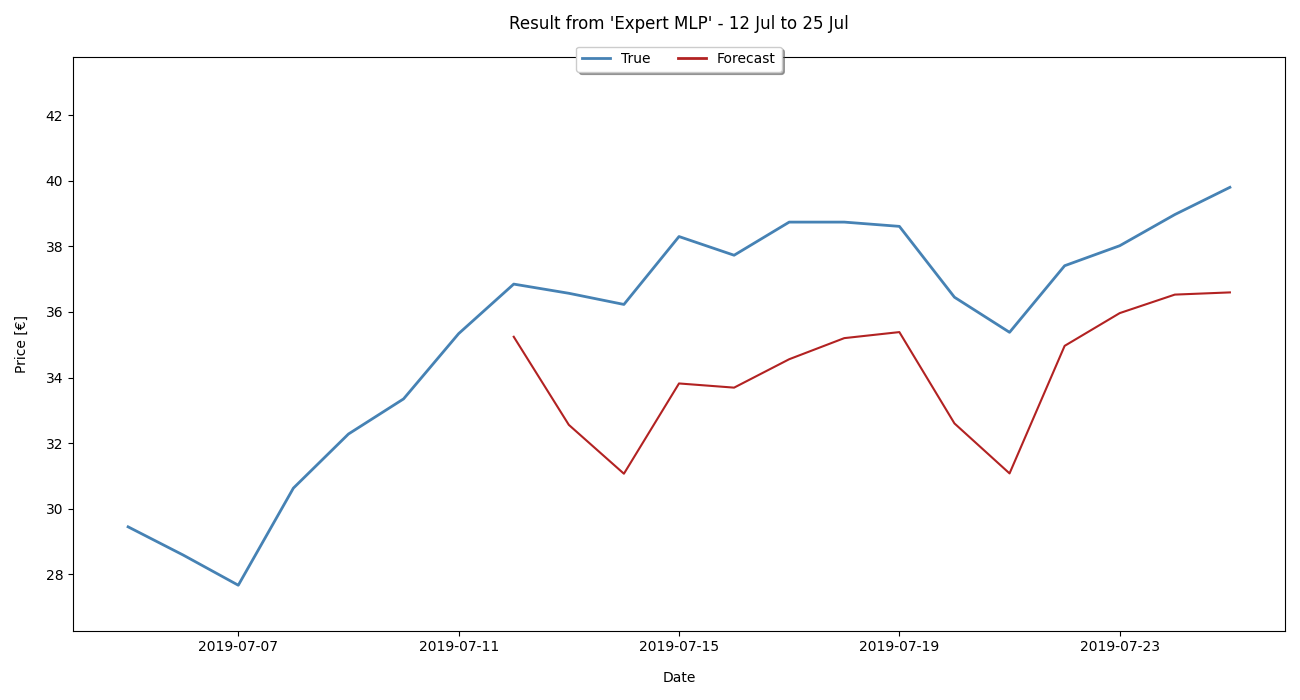 Result from 'Expert MLP' - 12 Jul to 25 Jul
True Forecast
42
40
38
36
34
32
30
28
Price [€]
2019-07-07 2019-07-11 2019-07-15 2019-07-19 2019-07-23
Date